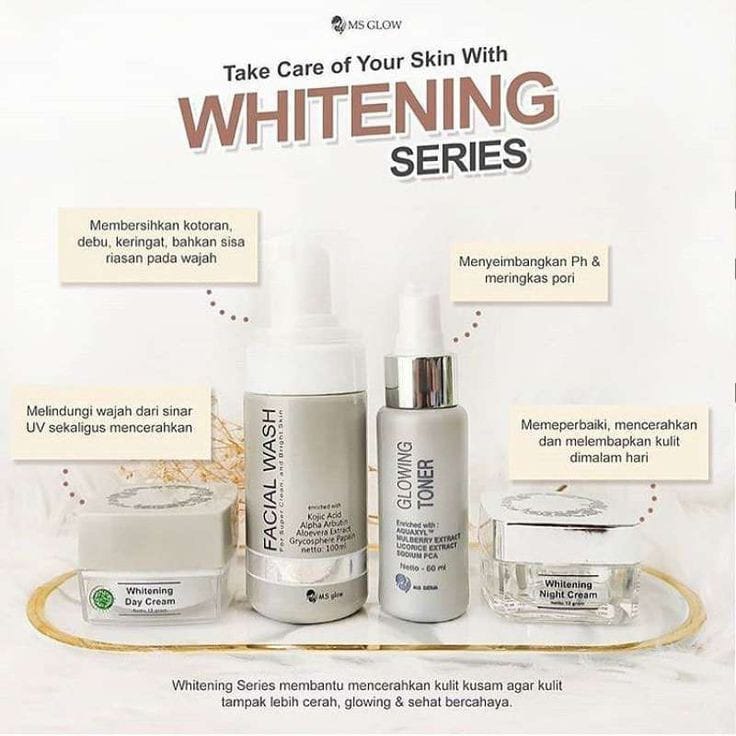 MS GLOW
Take Care of Your Skin With
WHITENING
SERIES
Membersihkan kotoran,
debu, keringat, bahkan sisa
riasan pada wajah
Menyeimbangkan Ph &
meringkas pori
Melindungi wajah dari sinar
UV sekaligus mencerahkan
Memeperbaiki, mencerahkan
dan melembapkan kulit
dimalam hari
FACIAL WASH
For Super Clean, and Bright Skin
enriched with
Kojic Acid
Alpha Arbutin
Aloevera Extract
Grycosphere Papain
netto: 100ml
MS glow
GLOWING
TONER
Enriched with :
AQUAXYL™
MULBERRY EXTRACT
LICORICE EXTRACT
SODIUM PCA
Netto - 60 ml
Whitening
Day Cream
Whitening
Night Cream
Whitening Series membantu mencerahkan kulit kusam agar kulit
tampak lebih cerah, glowing & sehat bercahaya.